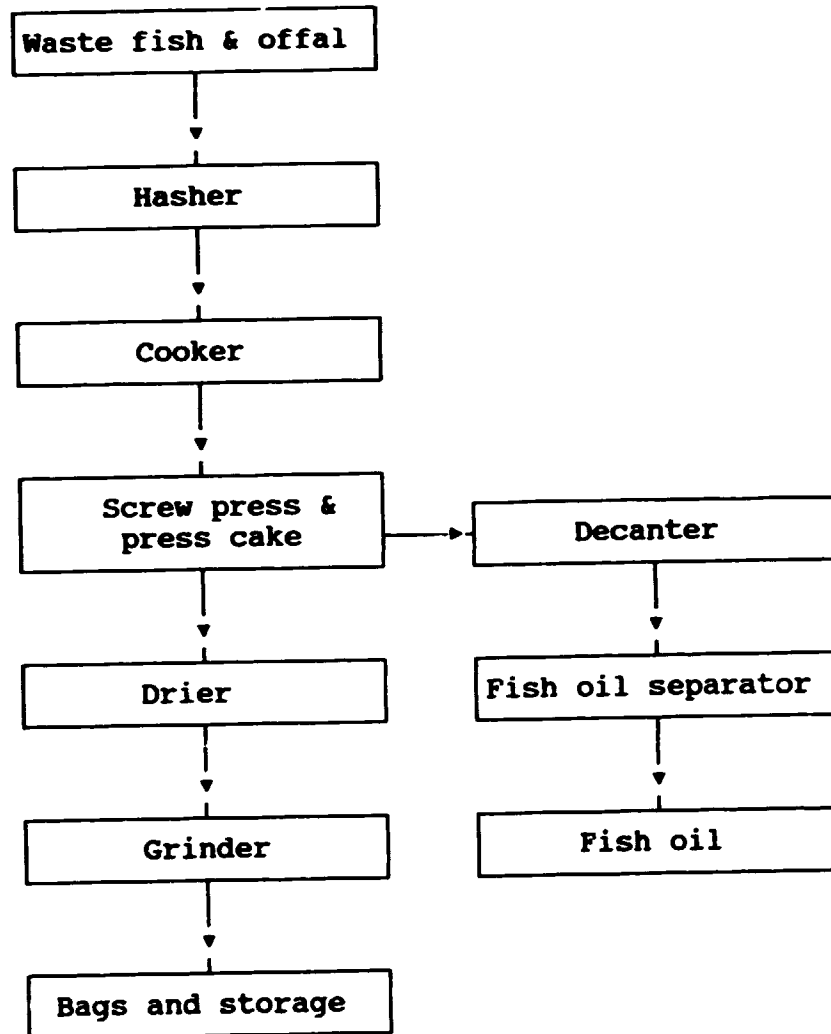 Waste fish & offal
Hasher
Cooker
Screw press &
press cake
Decanter
Drier
Fish oil separator
Grinder
Fish oil
Bags and storage